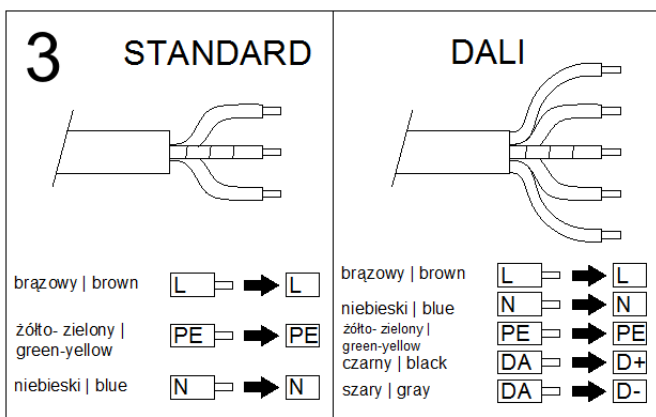 3 STANDARD
brązowy | brown L L
żółto- zielony |
green-yellow PE PE
niebieski | blue N N
DALI
brązowy | brown L L
niebieski | blue N N
żółto- zielony |
green-yellow PE PE
czarny | black DA D+
szary | gray DA D-